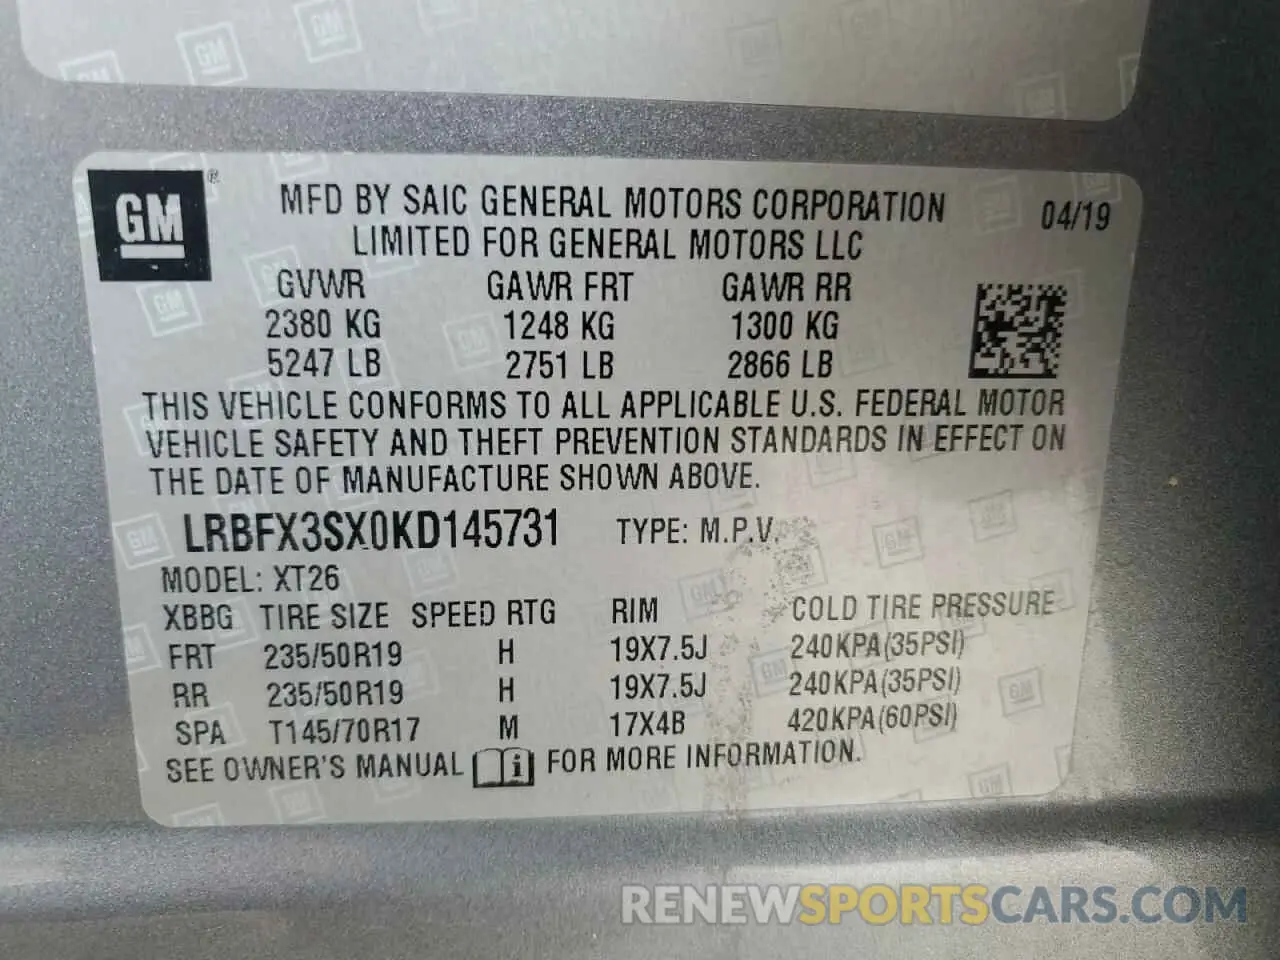 GM ®
MFD BY SAIC GENERAL MOTORS CORPORATION
LIMITED FOR GENERAL MOTORS LLC
04/19
GVWR GAWR FRT GAWR RR
2380 KG 1248 KG 1300 KG
5247 LB 2751 LB 2866 LB
THIS VEHICLE CONFORMS TO ALL APPLICABLE U.S. FEDERAL MOTOR
VEHICLE SAFETY AND THEFT PREVENTION STANDARDS IN EFFECT ON
THE DATE OF MANUFACTURE SHOWN ABOVE.
LRBFX3SX0KD145731 TYPE: M.P.V.
MODEL: XT26
XBBG TIRE SIZE SPEED RTG RIM COLD TIRE PRESSURE
FRT 235/50R19 H 19X7.5J 240KPA(35PSI)
RR 235/50R19 H 19X7.5J 240KPA(35PSI)
SPA T145/70R17 M 17X4B 420KPA(60PSI)
SEE OWNER'S MANUAL i FOR MORE INFORMATION.
RENEWSPORTSCARS.COM